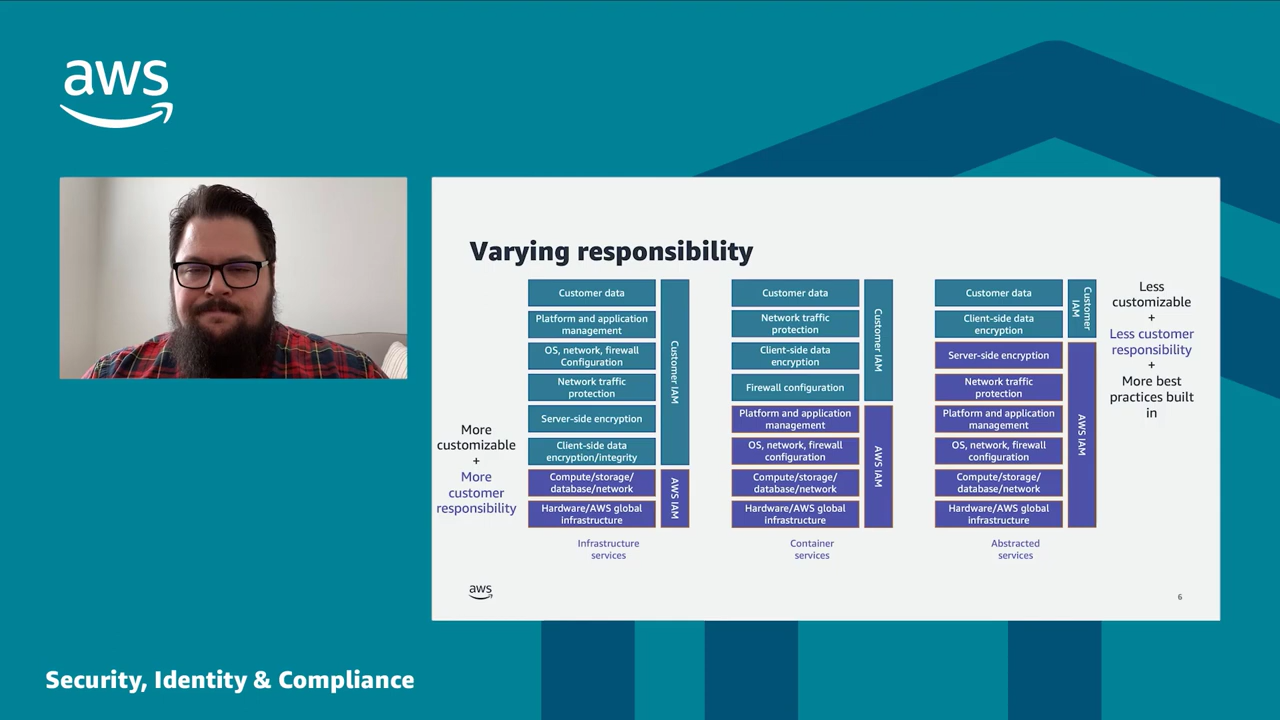 aws
Varying responsibility
More
customizable
+
More
customer
responsibility
Customer data
Platform and application
management
OS, network, firewall
Configuration
Network traffic
protection
Server-side encryption
Client-side data
encryption/integrity
Compute/storage/
database/network
Hardware/AWS global
infrastructure
Customer IAM
AWS IAM
Infrastructure
services
Customer data
Network traffic
protection
Client-side data
encryption
Firewall configuration
Platform and application
management
OS, network, firewall
configuration
Compute/storage/
database/network
Hardware/AWS global
infrastructure
Customer IAM
AWS IAM
Container
services
Customer data
Client-side data
encryption
Server-side encryption
Network traffic
protection
Platform and application
management
OS, network, firewall
configuration
Compute/storage/
database/network
Hardware/AWS global
infrastructure
Customer
IAM
AWS IAM
Abstracted
services
Less
customizable
+
Less customer
responsibility
+
More best
practices built
in
aws
6
Security, Identity & Compliance